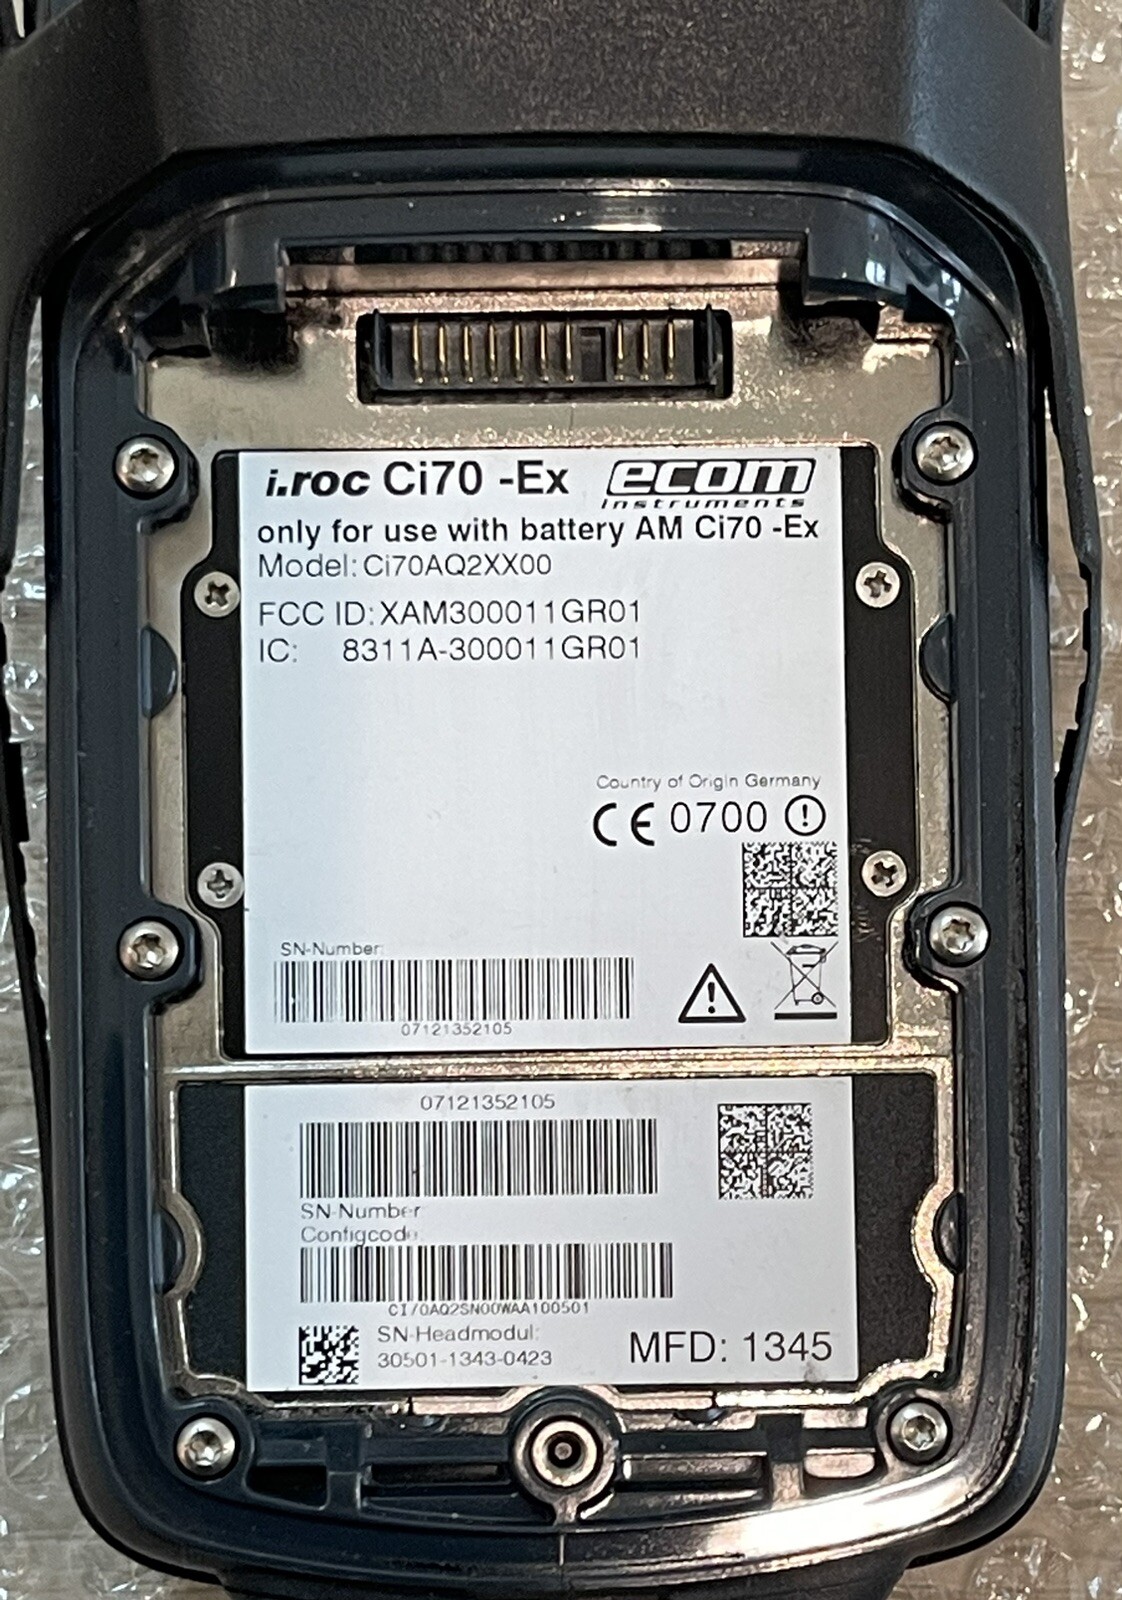 i.roc Ci70 -Ex ecom instruments
only for use with battery AM Ci70 -Ex
Model: Ci70AQ2XX00
FCC ID: XAM300011GR01
IC: 8311A-300011GR01
Country of Origin Germany
CE 0700
SN-Number:
07121352105
07121352105
SN-Number
Configcode:
CI70AQ2SN00WAA100501
SN-Headmodul:
30501-1343-0423
MFD: 1345